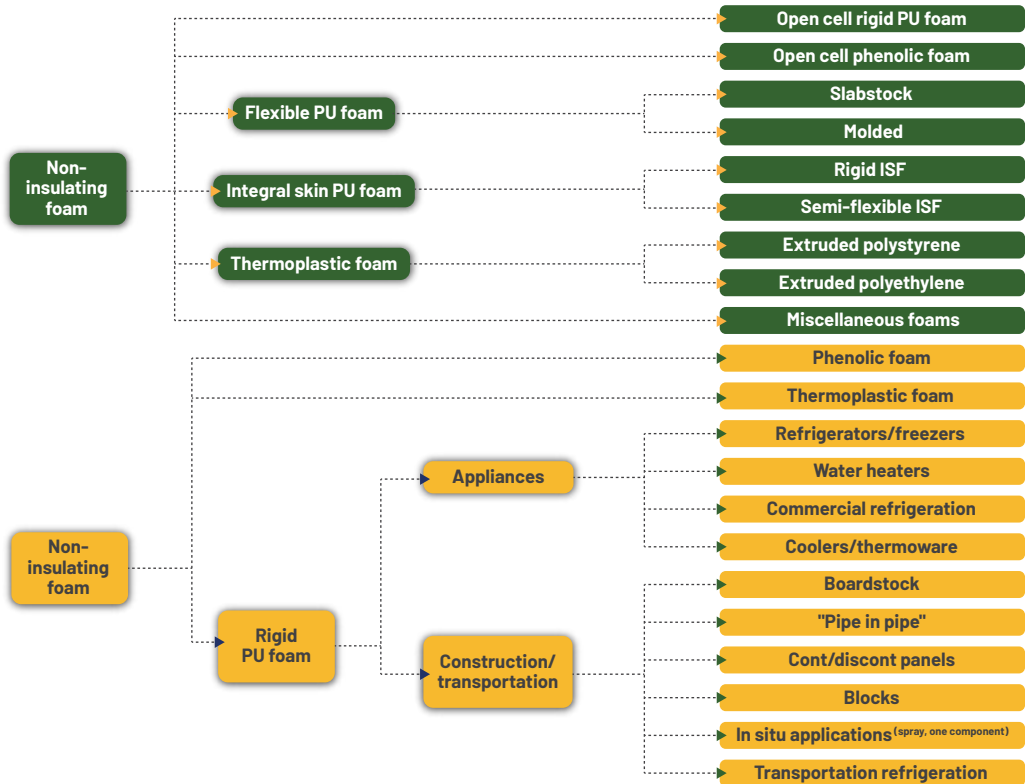 Open cell rigid PU foam
Open cell phenolic foam
Flexible PU foam
Slabstock
Molded
Non-
insulating
foam
Integral skin PU foam
Rigid ISF
Semi-flexible ISF
Thermoplastic foam
Extruded polystyrene
Extruded polyethylene
Miscellaneous foams
Phenolic foam
Thermoplastic foam
Appliances
Refrigerators/freezers
Water heaters
Commercial refrigeration
Coolers/thermoware
Non-
insulating
foam
Rigid
PU foam
Construction/
transportation
Boardstock
"Pipe in pipe"
Cont/discont panels
Blocks
In situ applications (spray, one component)
Transportation refrigeration